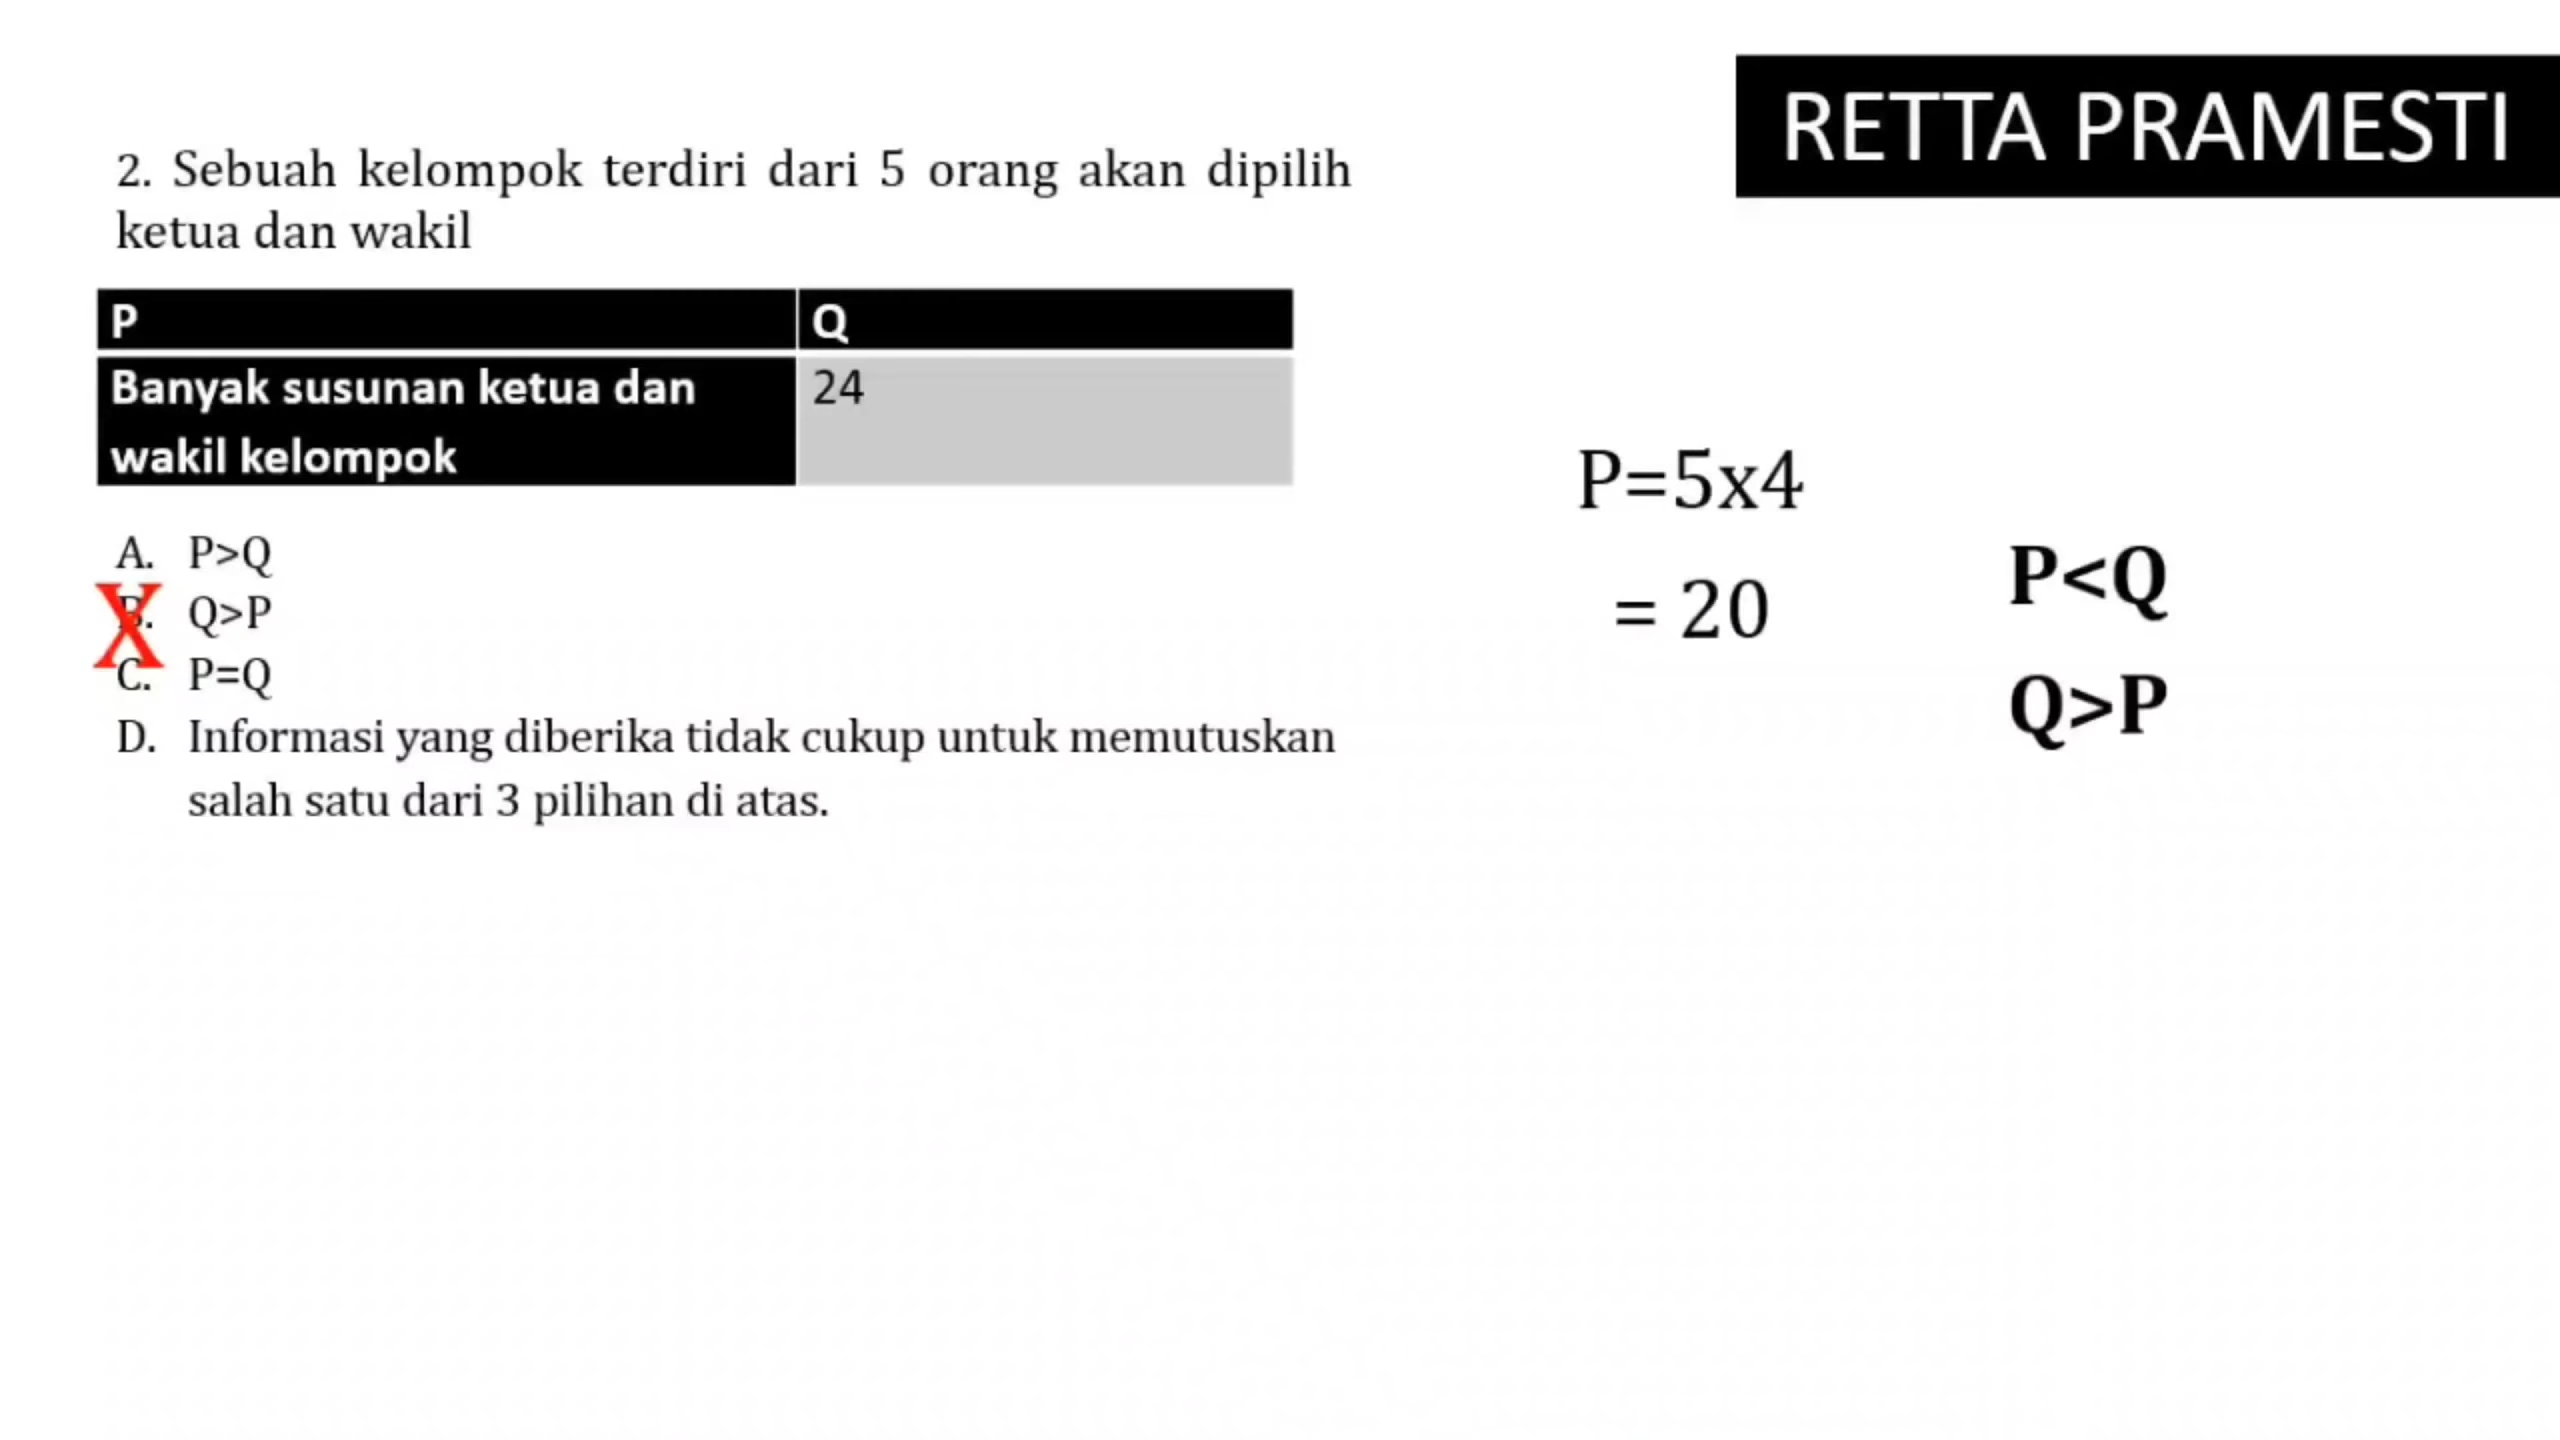 RETTA PRAMESTI
2. Sebuah kelompok terdiri dari 5 orang akan dipilih
ketua dan wakil
P Q
Banyak susunan ketua dan 24
wakil kelompok
A. P>Q
B. Q>P
X
C. P=Q
D. Informasi yang diberika tidak cukup untuk memutuskan
salah satu dari 3 pilihan di atas.
P=5x4
= 20
P<Q
Q>P